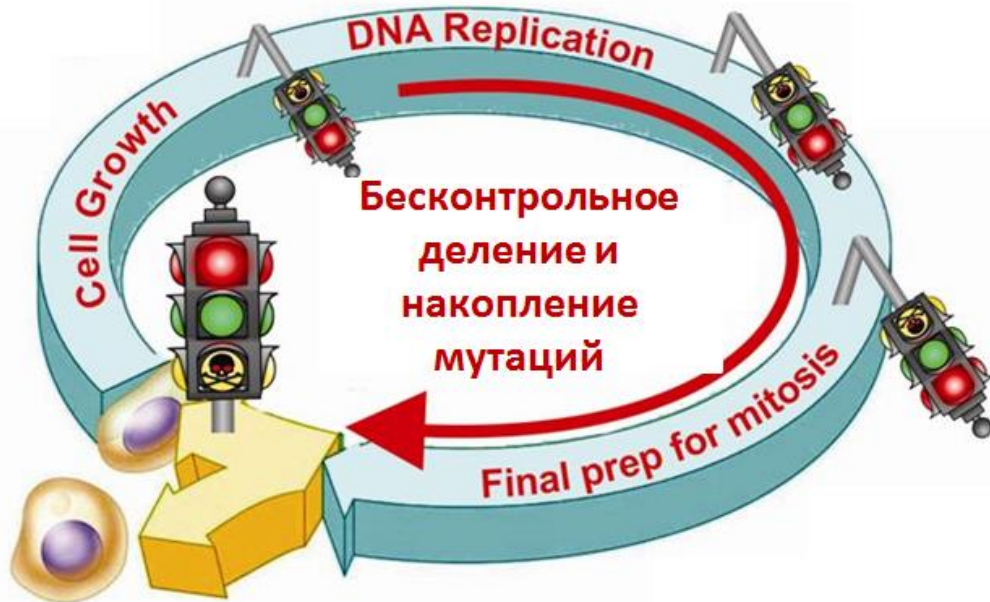 DNA Replication
Cell Growth
Бесконтрольное
деление и
накопление
мутаций
Final prep for mitosis